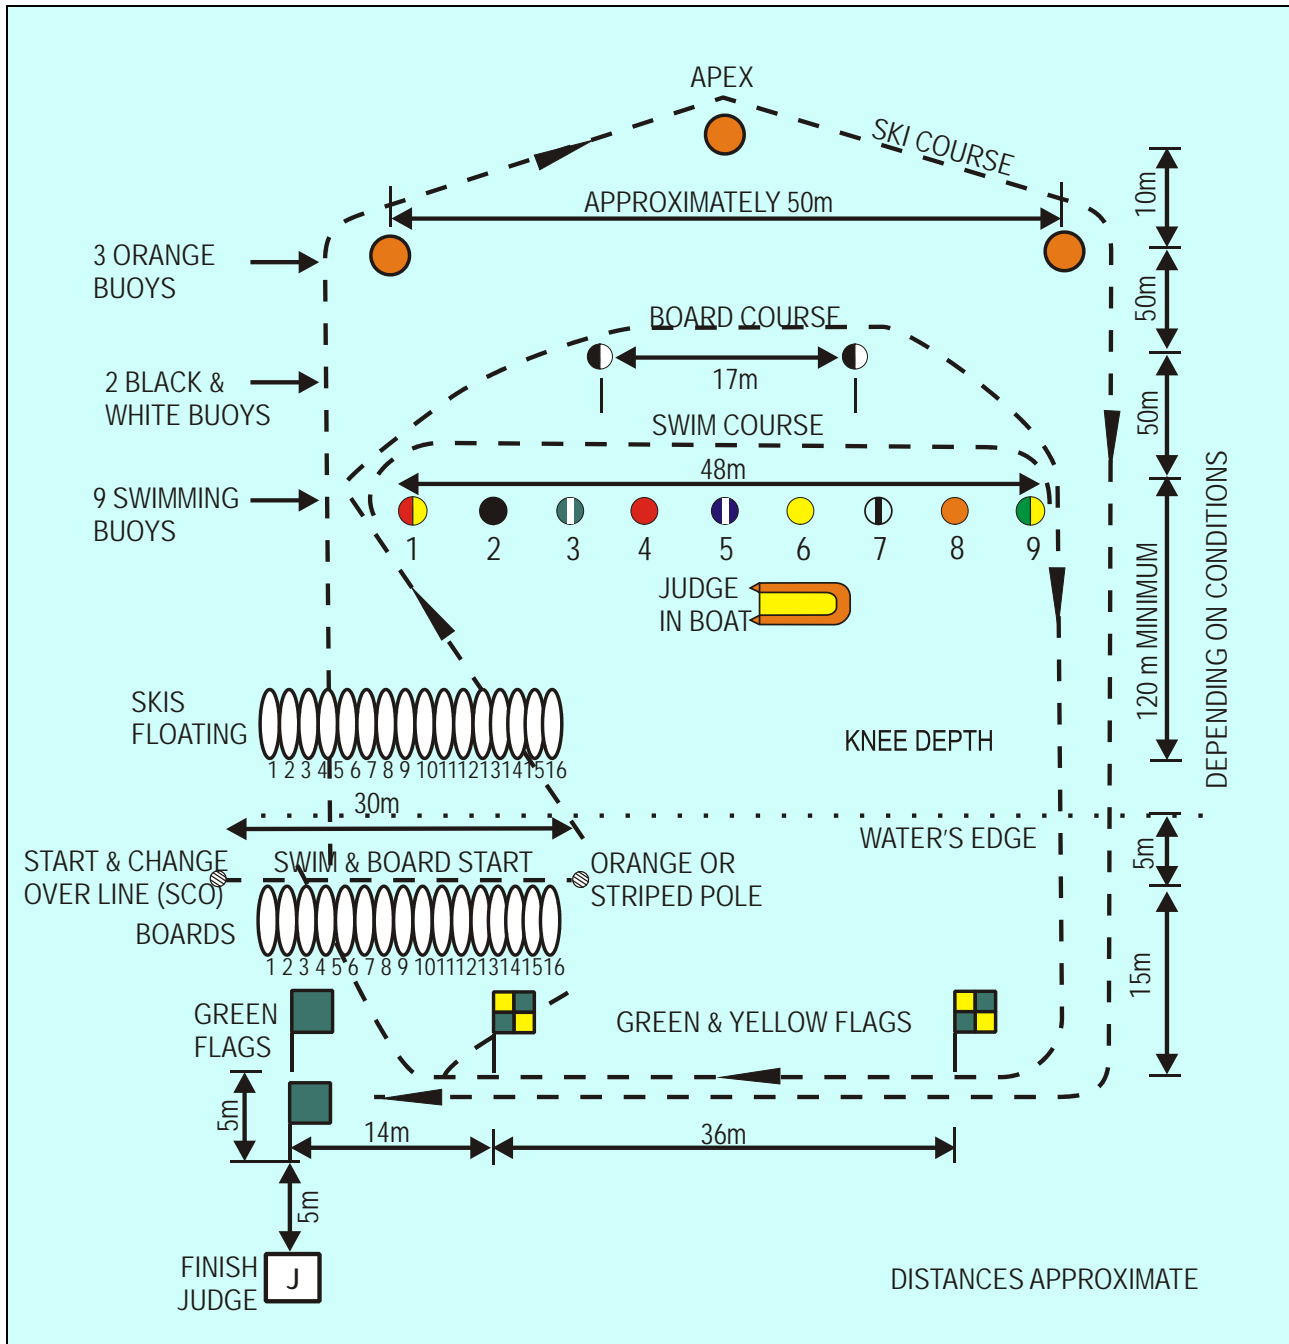 APEX
SKI COURSE
10m
APPROXIMATELY 50m
3 ORANGE
BUOYS
50m
BOARD COURSE
2 BLACK &
WHITE BUOYS
17m
50m
SWIM COURSE
48m
9 SWIMMING
BUOYS
1 2 3 4 5 6 7 8 9
JUDGE
IN BOAT
120 m MINIMUM
DEPENDING ON CONDITIONS
SKIS
FLOATING
KNEE DEPTH
1 2 3 4 5 6 7 8 9 10 11 12 13 14 15 16
30m
WATER'S EDGE
5m
START & CHANGE
OVER LINE (SCO)
SWIM & BOARD START
ORANGE OR
STRIPED POLE
BOARDS
1 2 3 4 5 6 7 8 9 10 11 12 13 14 15 16
15m
GREEN
FLAGS
GREEN & YELLOW FLAGS
5m
14m
36m
5m
FINISH
JUDGE
J
DISTANCES APPROXIMATE